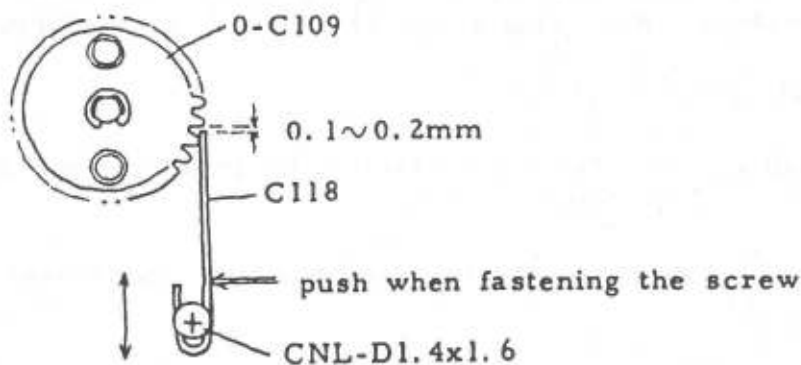 0-C109
0.1~0.2mm
C118
push when fastening the screw
CNL-D1.4x1.6